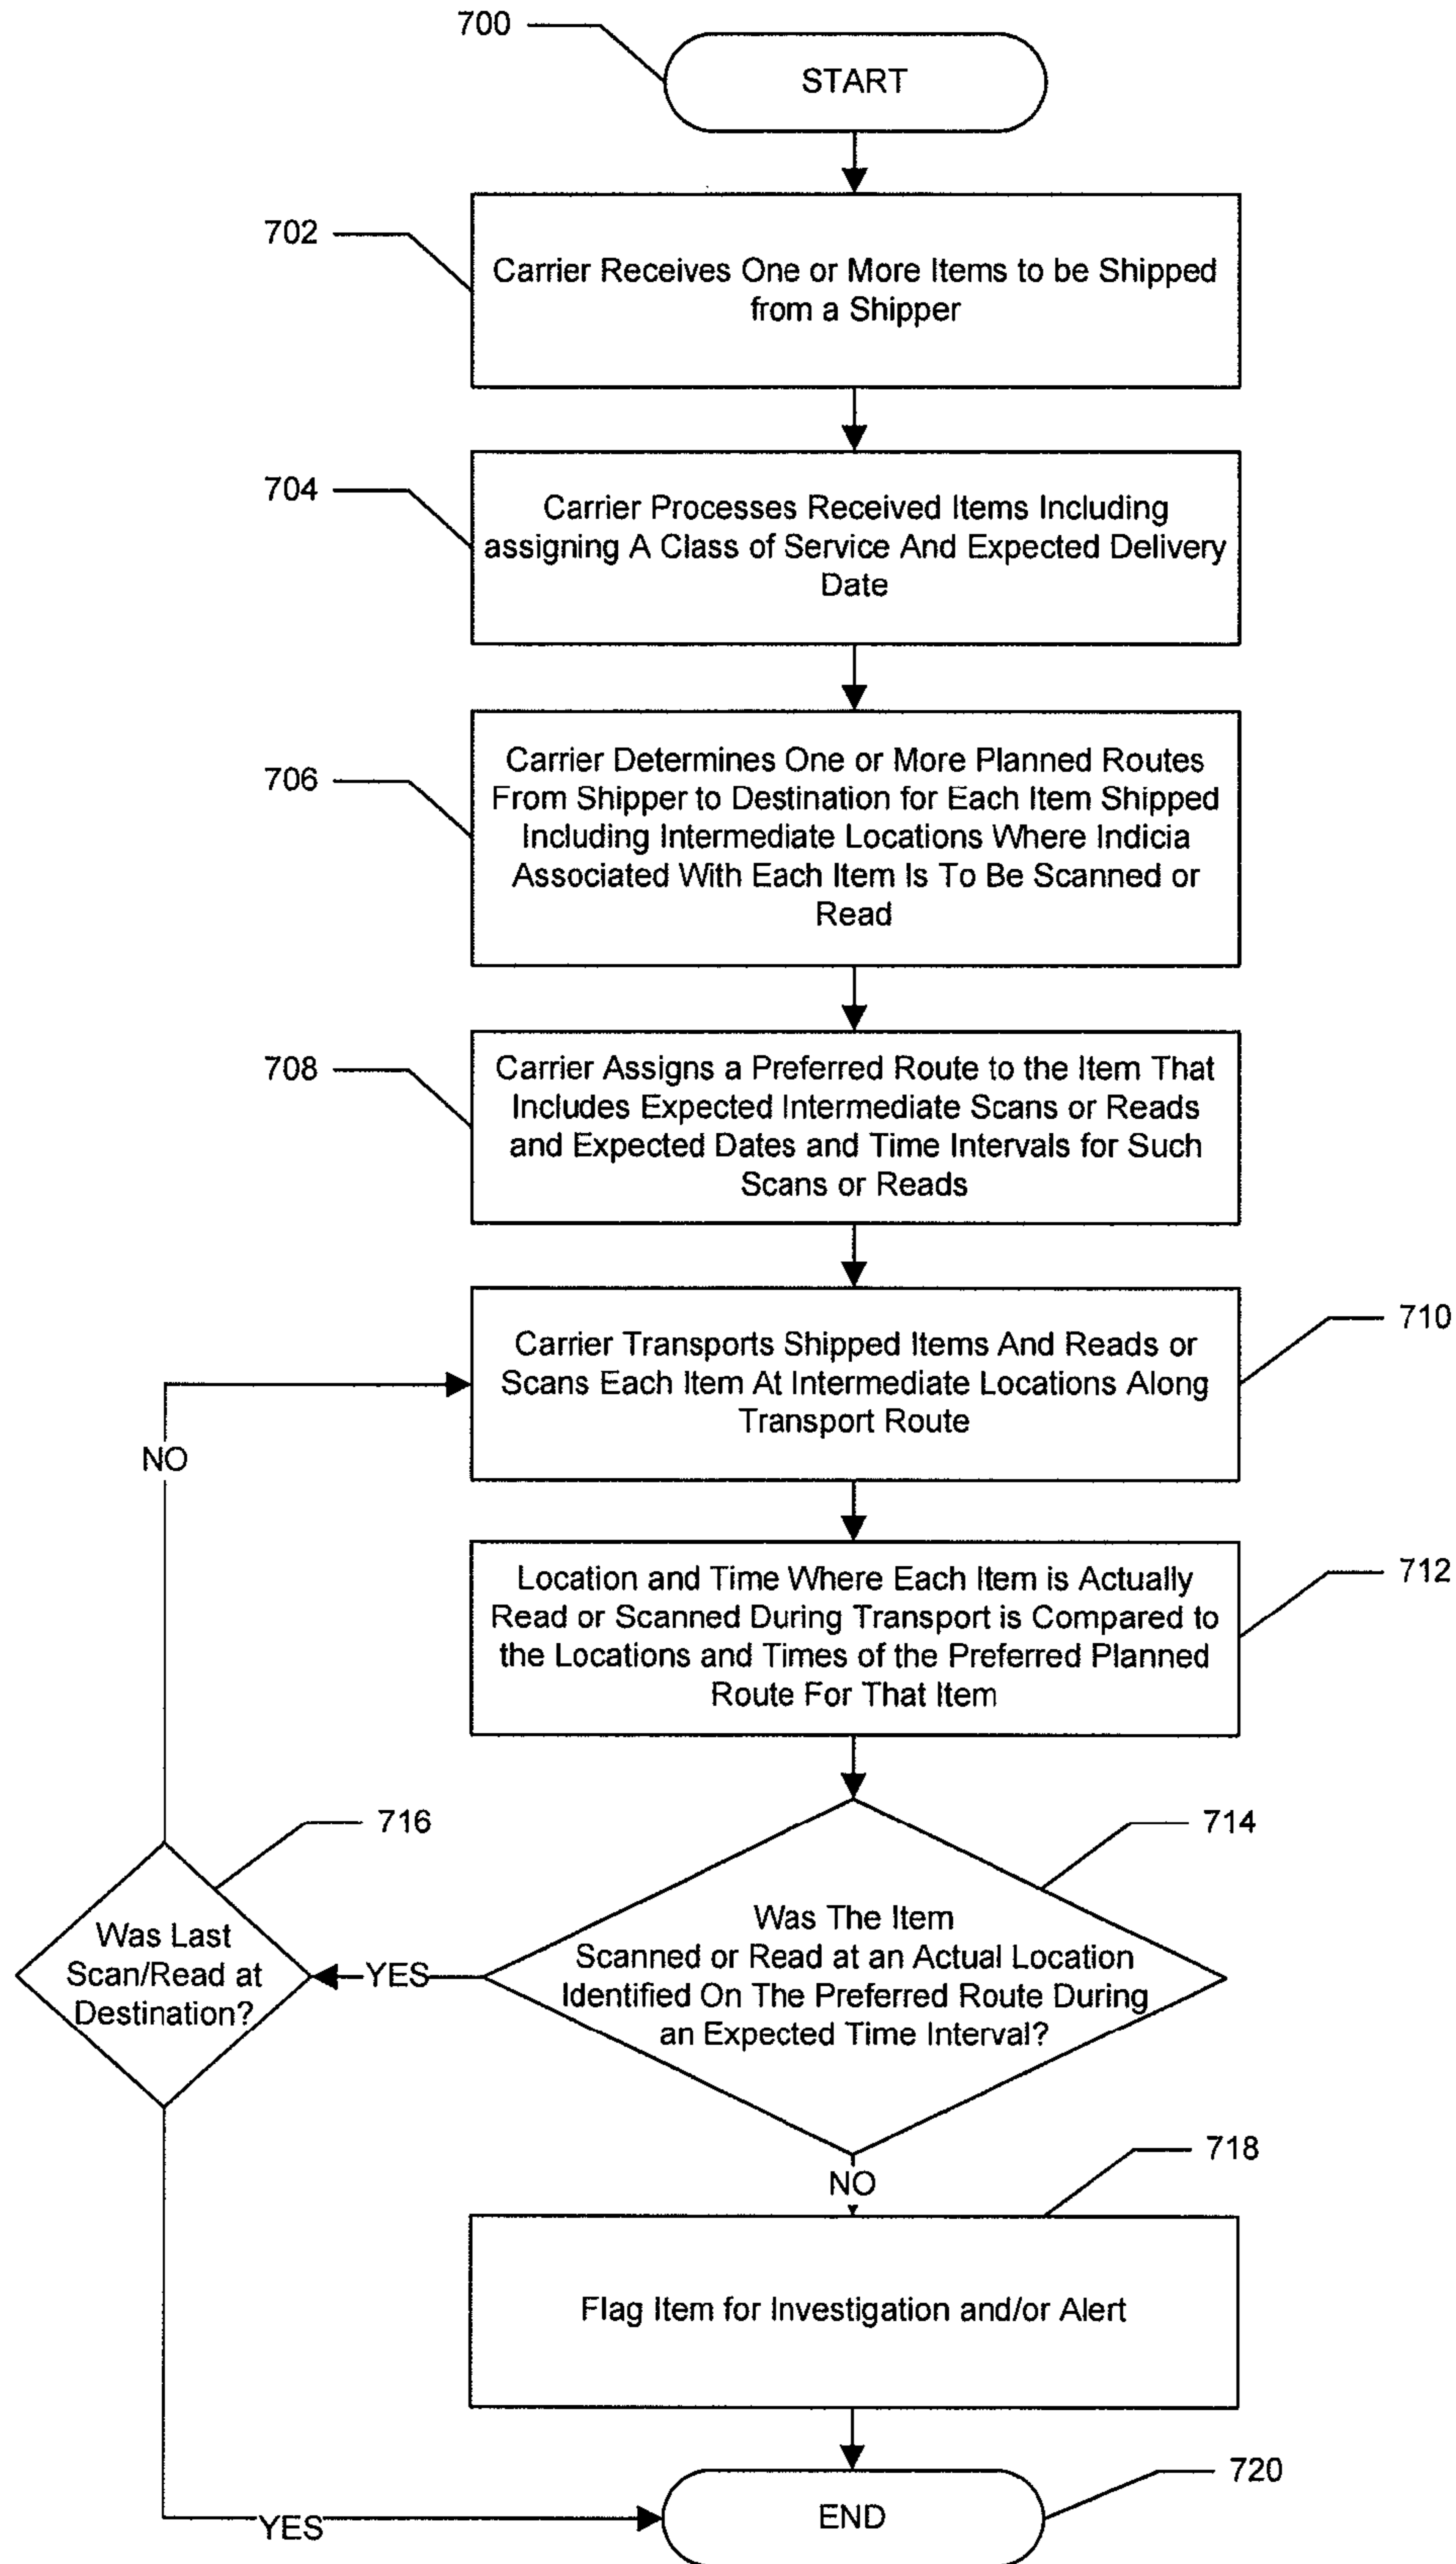 700
START
702
Carrier Receives One or More Items to be Shipped
from a Shipper
704
Carrier Processes Received Items Including
assigning A Class of Service And Expected Delivery
Date
706
Carrier Determines One or More Planned Routes
From Shipper to Destination for Each Item Shipped
Including Intermediate Locations Where Indicia
Associated With Each Item Is To Be Scanned or
Read
708
Carrier Assigns a Preferred Route to the Item That
Includes Expected Intermediate Scans or Reads
and Expected Dates and Time Intervals for Such
Scans or Reads
710
Carrier Transports Shipped Items And Reads or
Scans Each Item At Intermediate Locations Along
Transport Route
NO
712
Location and Time Where Each Item is Actually
Read or Scanned During Transport is Compared to
the Locations and Times of the Preferred Planned
Route For That Item
716
714
Was The Item
Scanned or Read at an Actual Location
Identified On The Preferred Route During
an Expected Time Interval?
YES
Was Last
Scan/Read at
Destination?
NO
718
Flag Item for Investigation and/or Alert
720
END
YES